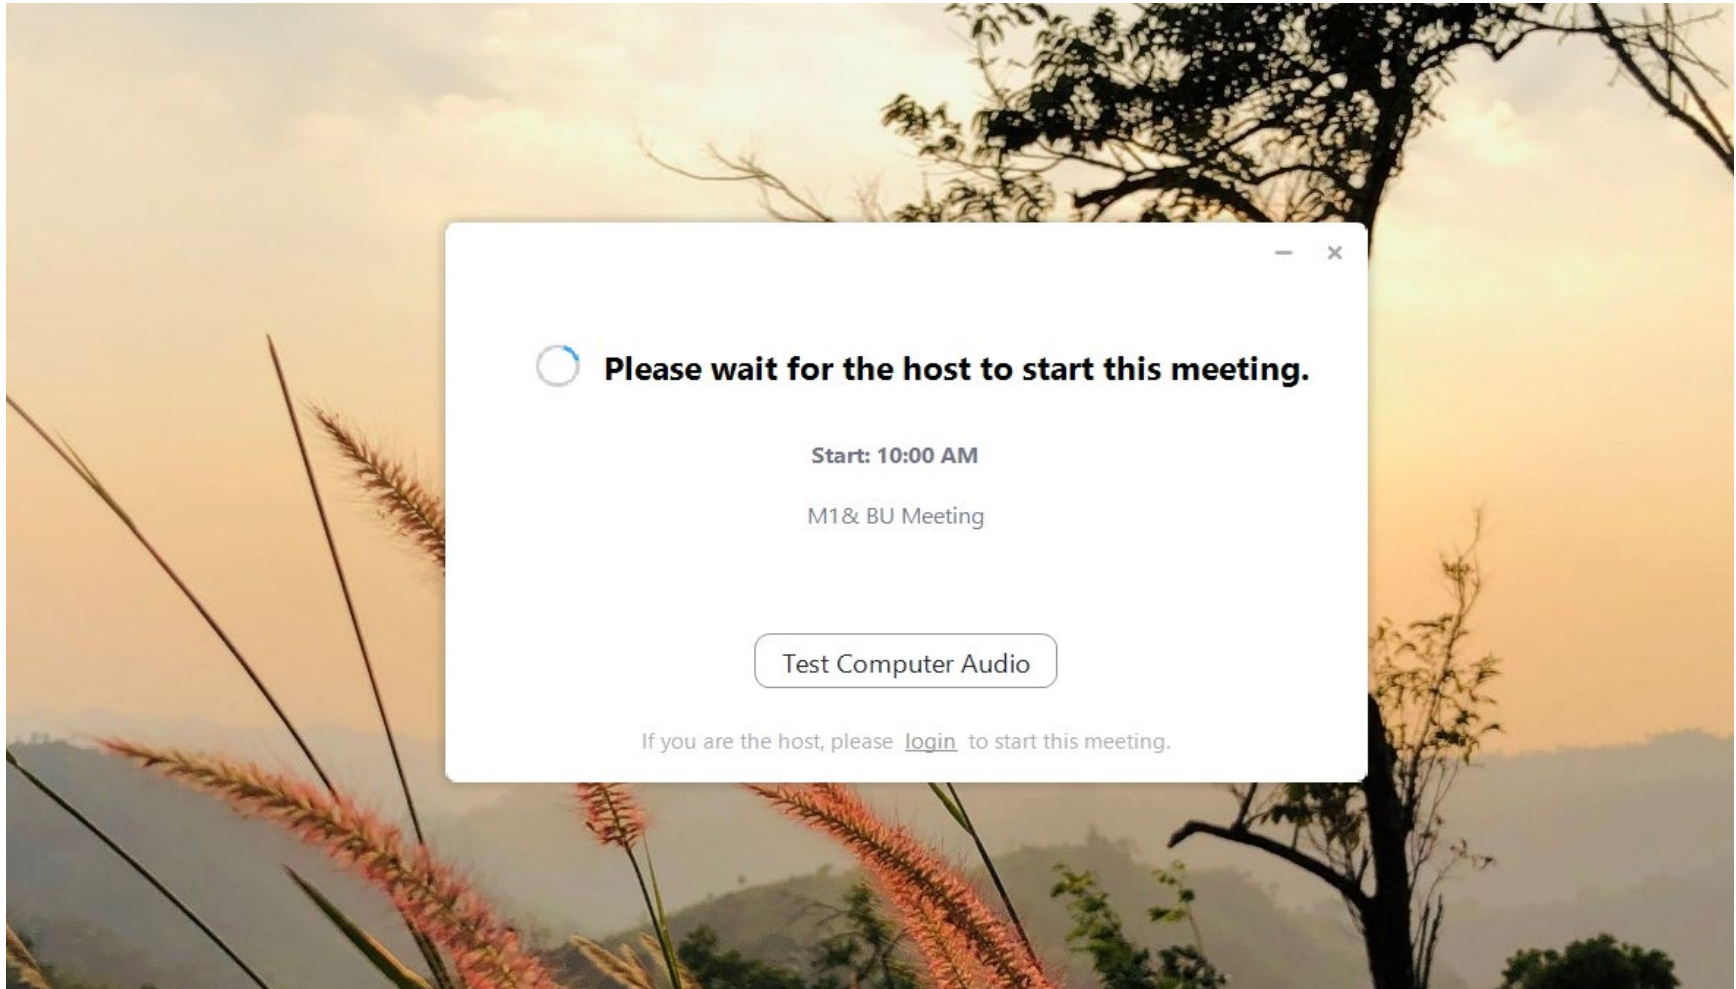 Please wait for the host to start this meeting.
Start: 10:00 AM
M1& BU Meeting
Test Computer Audio
If you are the host, please login to start this meeting.